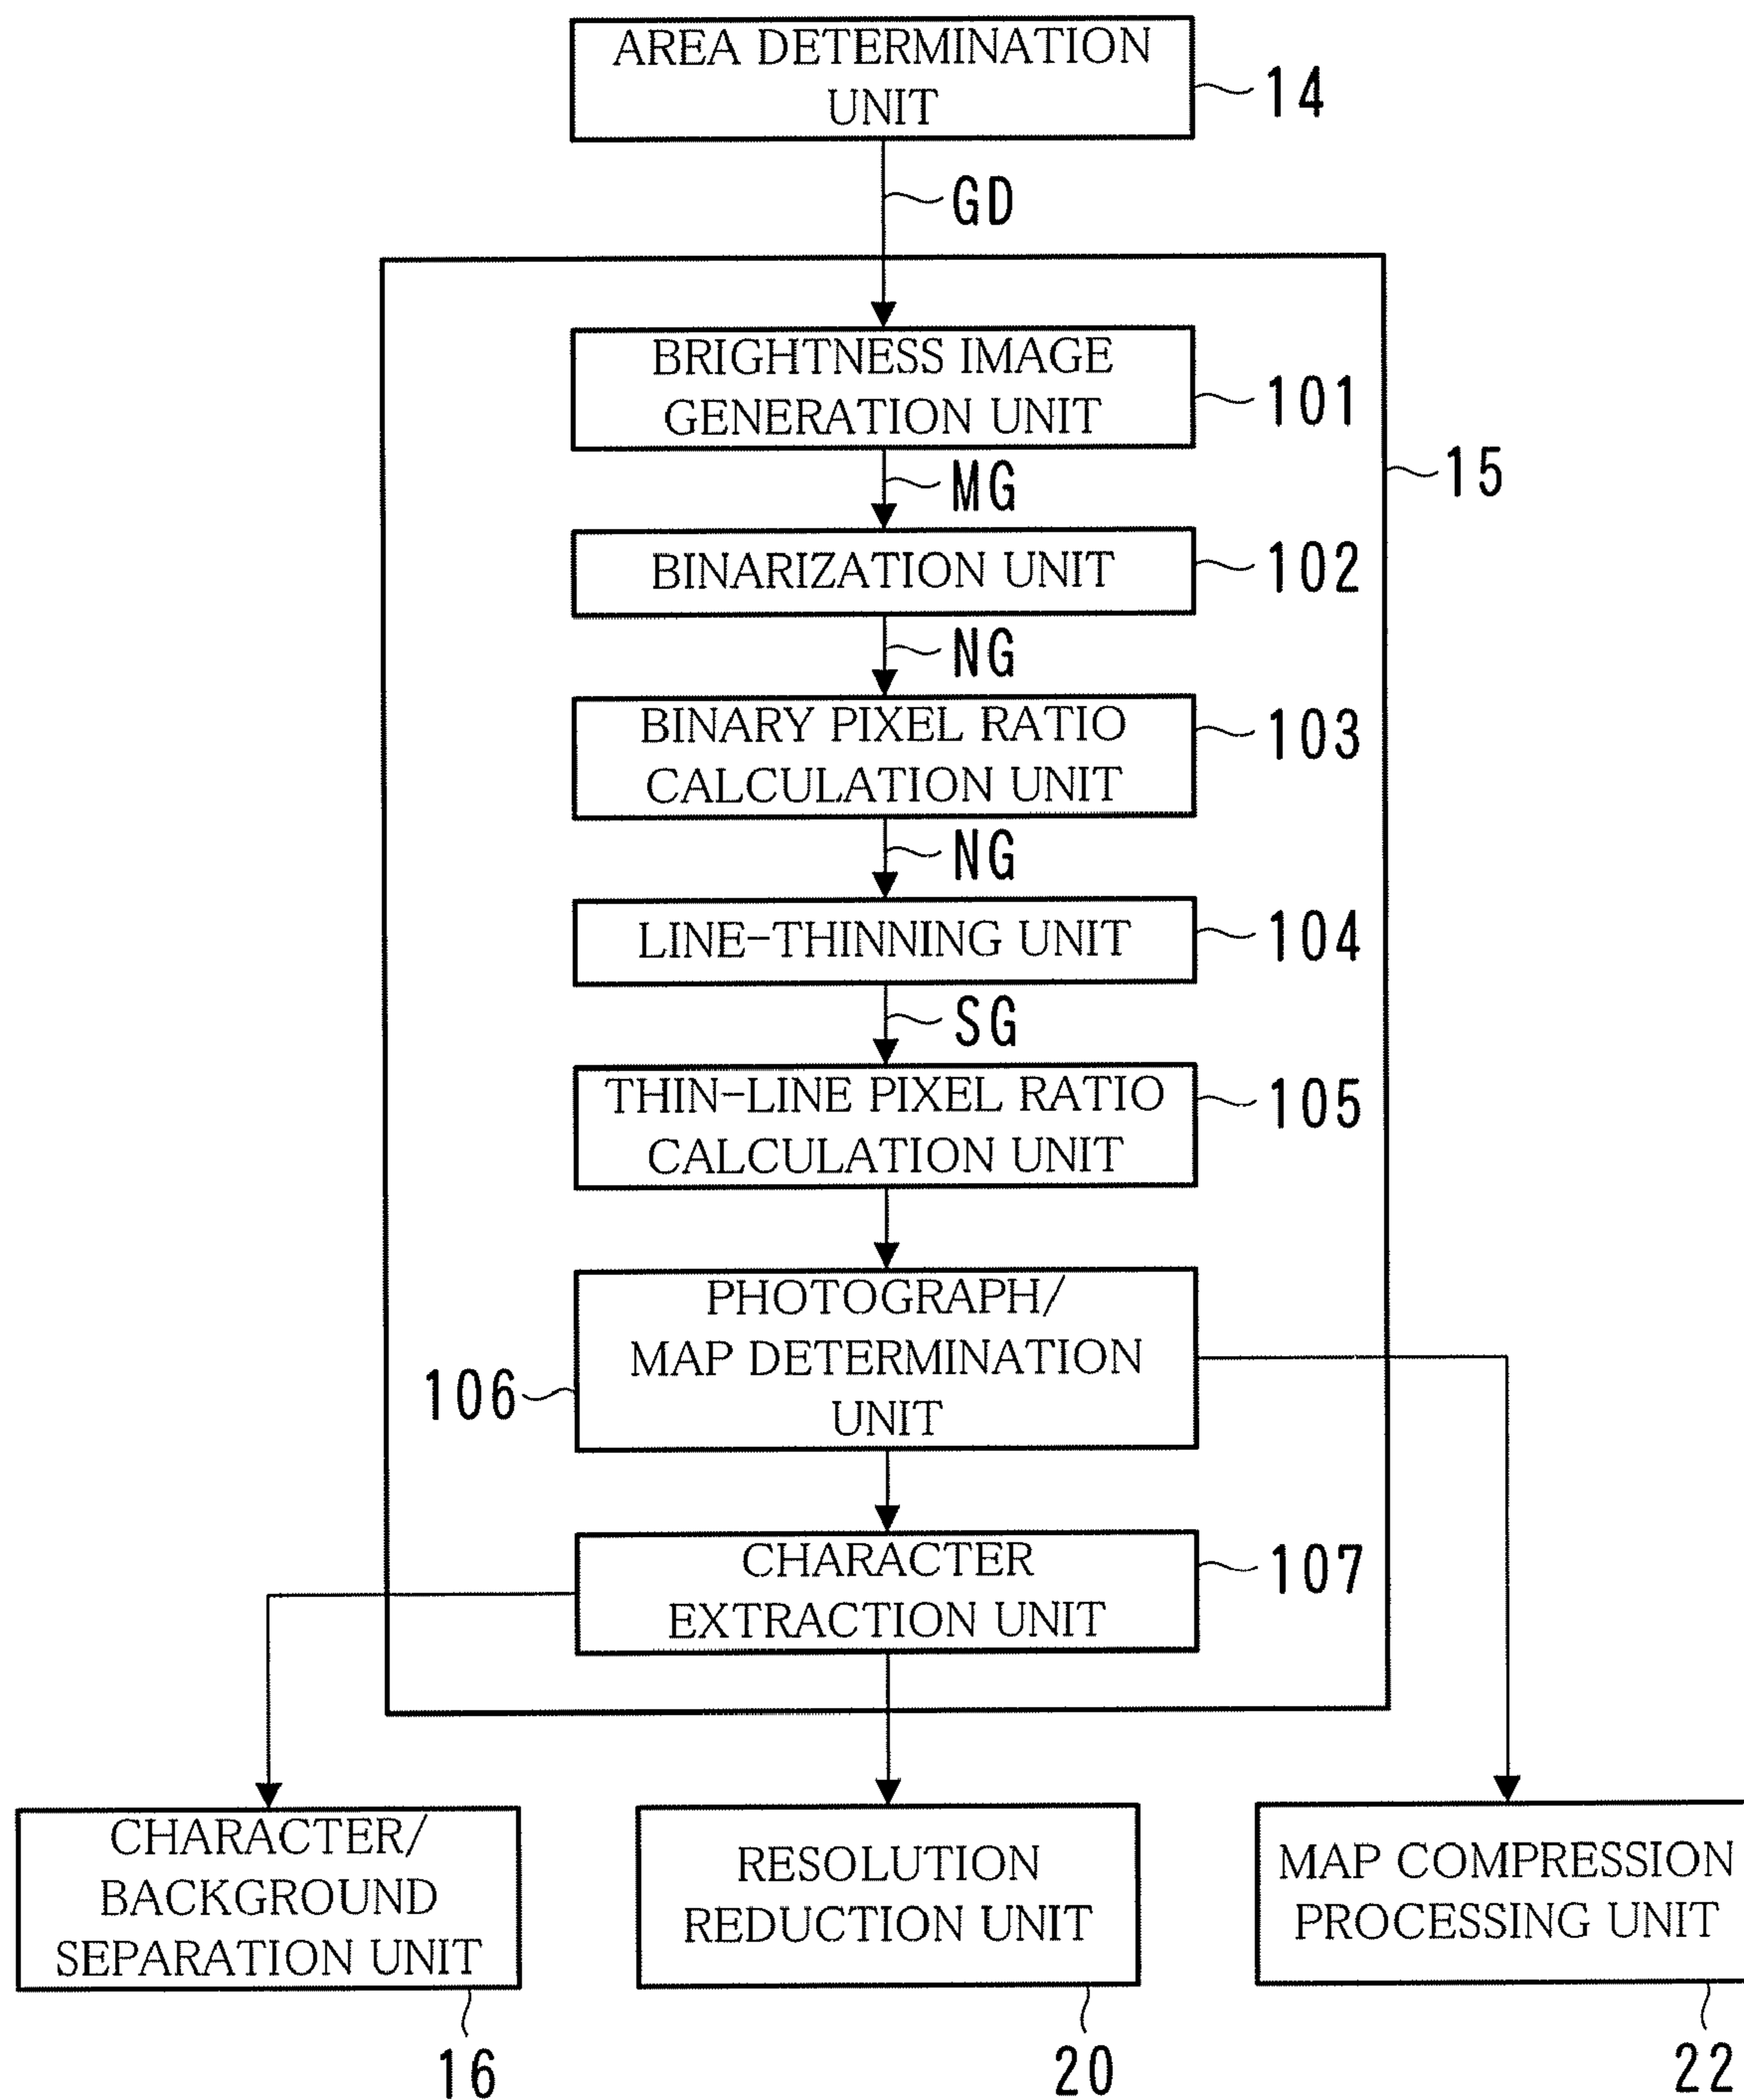 AREA DETERMINATION
UNIT
14
GD
BRIGHTNESS IMAGE
GENERATION UNIT
101
15
MG
BINARIZATION UNIT
102
NG
BINARY PIXEL RATIO
CALCULATION UNIT
103
NG
LINE-THINNING UNIT
104
SG
THIN-LINE PIXEL RATIO
CALCULATION UNIT
105
PHOTOGRAPH/
MAP DETERMINATION
UNIT
106
CHARACTER
EXTRACTION UNIT
107
CHARACTER/
BACKGROUND
SEPARATION UNIT
16
RESOLUTION
REDUCTION UNIT
20
MAP COMPRESSION
PROCESSING UNIT
22